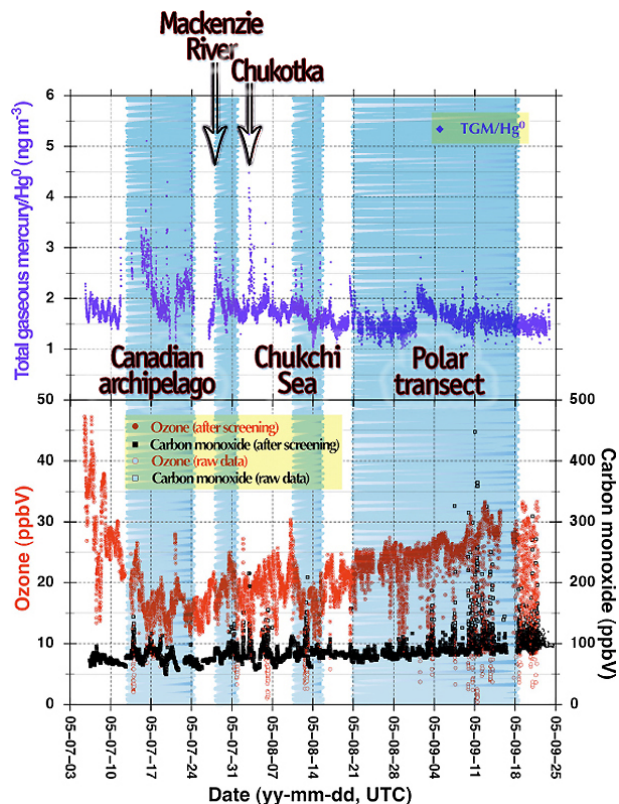 Mackenzie
River
Chukotka
Total gaseous mercury/Hg⁰ (ng m⁻³)
6
5
4
3
2
1
TGM/Hg⁰
Canadian
archipelago
Chukchi
Sea
Polar
transect
Ozone (ppbV)
50
40
30
20
10
0
Ozone (after screening)
Carbon monoxide (after screening)
Ozone (raw data)
Carbon monoxide (raw data)
500
400
300
200
100
0
Carbon monoxide
(ppbV)
05-07-03
05-07-10
05-07-17
05-07-24
05-07-31
05-08-07
05-08-14
05-08-21
05-08-28
05-09-04
05-09-11
05-09-18
05-09-25
Date (yy-mm-dd, UTC)